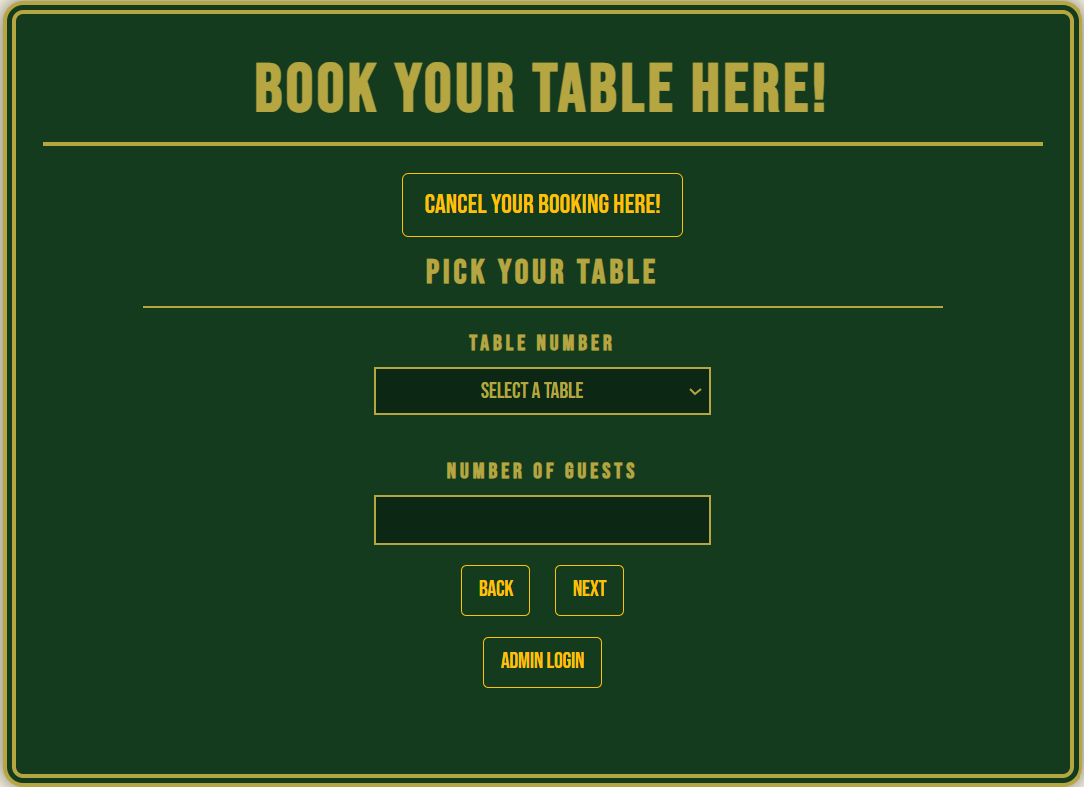 BOOK YOUR TABLE HERE!
CANCEL YOUR BOOKING HERE!
PICK YOUR TABLE
TABLE NUMBER
SELECT A TABLE
NUMBER OF GUESTS
BACK NEXT
ADMIN LOGIN